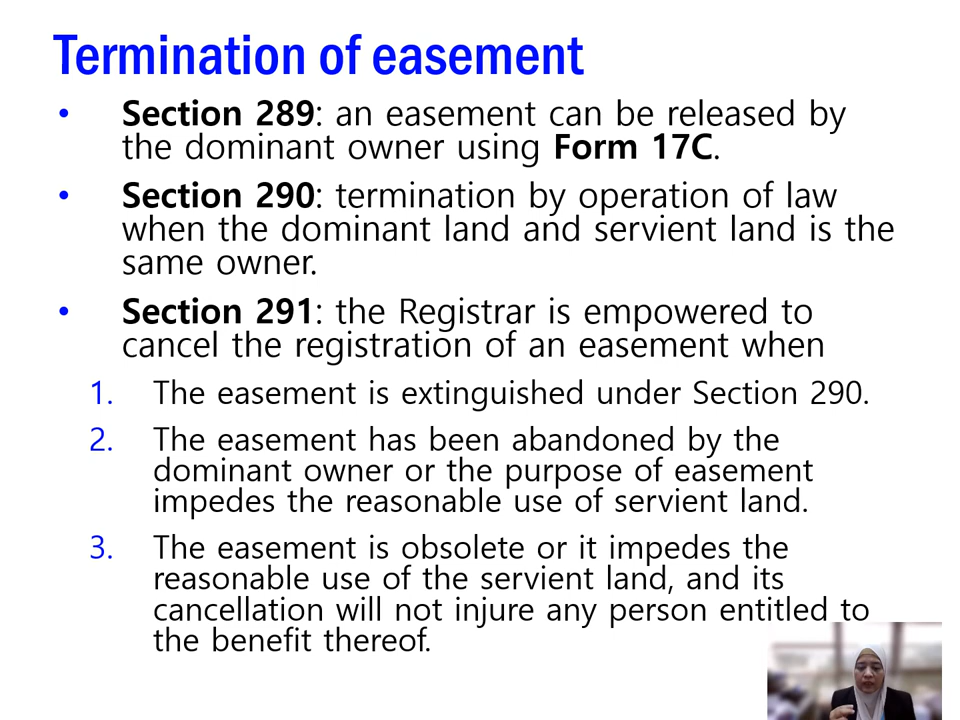 Termination of easement
• Section 289: an easement can be released by
the dominant owner using Form 17C.
• Section 290: termination by operation of law
when the dominant land and servient land is the
same owner.
• Section 291: the Registrar is empowered to
cancel the registration of an easement when
1. The easement is extinguished under Section 290.
2. The easement has been abandoned by the
dominant owner or the purpose of easement
impedes the reasonable use of servient land.
3. The easement is obsolete or it impedes the
reasonable use of the servient land, and its
cancellation will not injure any person entitled to
the benefit thereof.